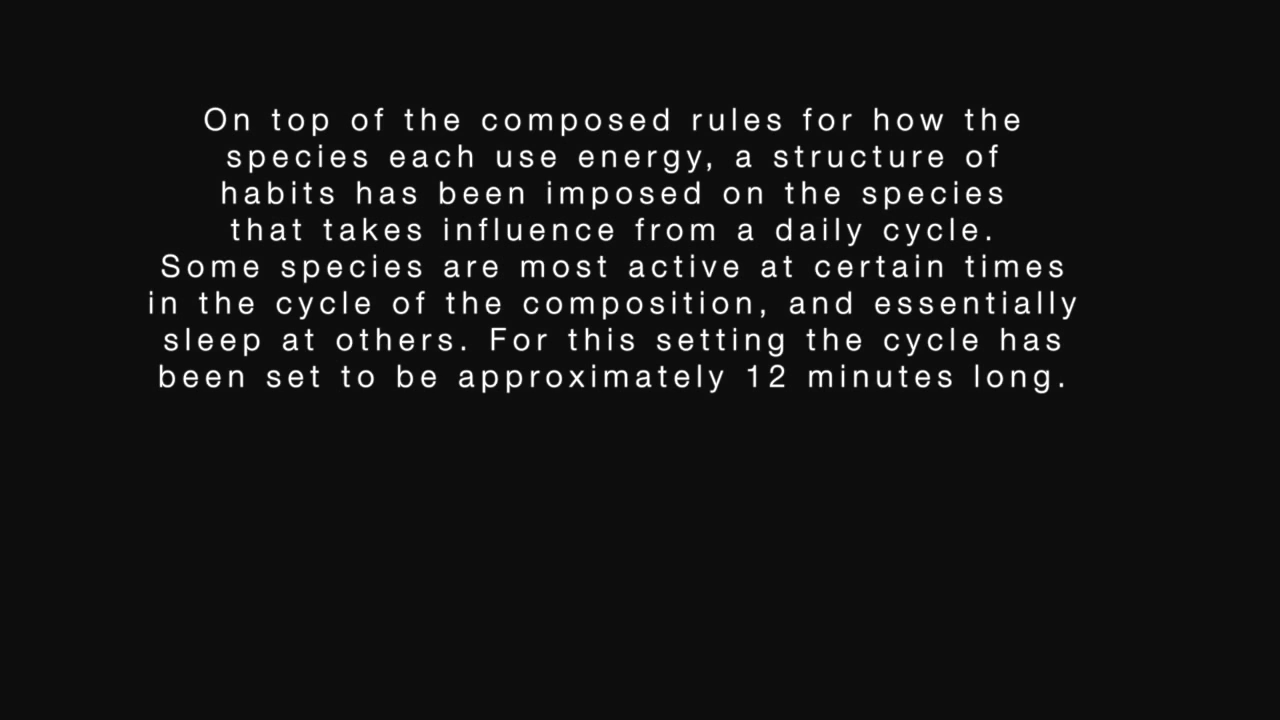 On top of the composed rules for how the
species each use energy, a structure of
habits has been imposed on the species
that takes influence from a daily cycle.
Some species are most active at certain times
in the cycle of the composition, and essentially
sleep at others. For this setting the cycle has
been set to be approximately 12 minutes long.